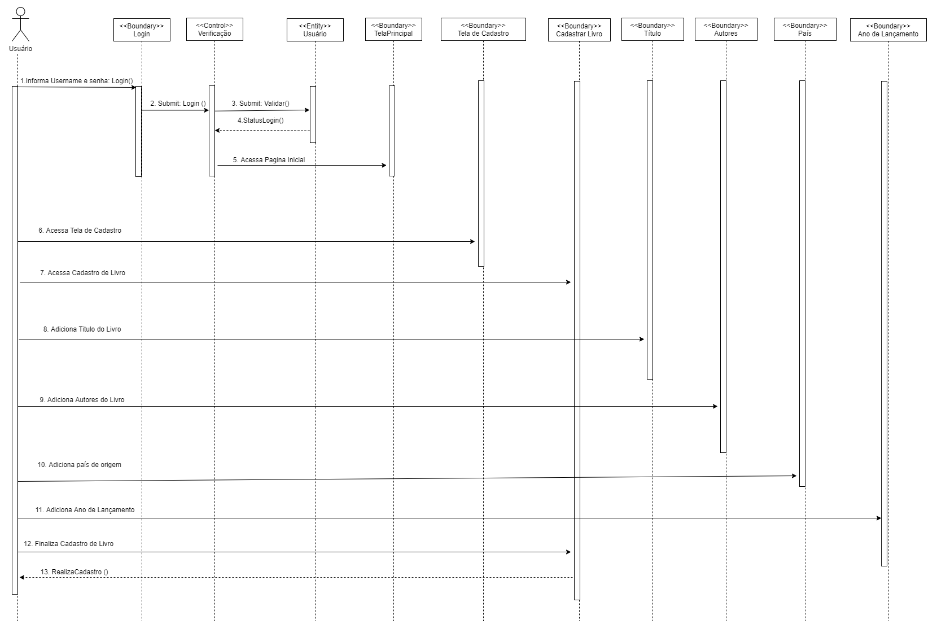 <<Boundary>>
Login
<<Control>>
Verificação
<<Entity>>
Usuário
<<Boundary>>
TelaPrincipal
<<Boundary>>
Tela de Cadastro
<<Boundary>>
Cadastrar Livro
<<Boundary>>
Título
<<Boundary>>
Autores
<<Boundary>>
País
<<Boundary>>
Ano de Lançamento
Usuário
1.Informa Username e senha: Login()
2. Submit: Login ()
3. Submit: Validar()
4.StatusLogin()
5. Acessa Pagina Inicial
6. Acessa Tela de Cadastro
7. Acessa Cadastro de Livro
8. Adiciona Titulo do Livro
9. Adiciona Autores do Livro
10. Adiciona país de origem
11. Adiciona Ano de Lançamento
12. Finaliza Cadastro de Livro
13. RealizaCadastro ()